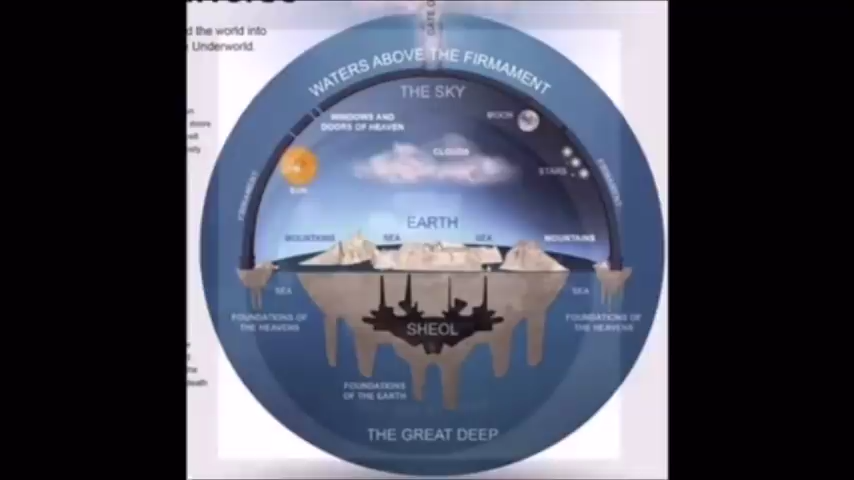 d the world into
Underworld.
GATE O
WATERS ABOVE THE FIRMAMENT
THE SKY
WINDOWS AND
DOORS OF HEAVEN
MOON
CLOUDS
STARS
SUN
FIRMAMENT
FIRMAMENT
EARTH
MOUNTAINS
SEA
SEA
MOUNTAINS
SEA
SEA
FOUNDATIONS OF
THE HEAVENS
FOUNDATIONS OF
THE HEAVENS
SHEOL
FOUNDATIONS
OF THE EARTH
THE GREAT DEEP